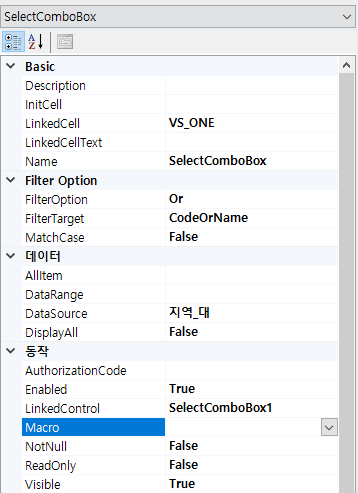 SelectComboBox
Basic
Description
InitCell
LinkedCell VS_ONE
LinkedCellText
Name SelectComboBox
Filter Option
FilterOption Or
FilterTarget CodeOrName
MatchCase False
데이터
AllItem
DataRange
DataSource 지역_대
DisplayAll False
동작
AuthorizationCode
Enabled True
LinkedControl SelectComboBox1
Macro
NotNull False
ReadOnly False
Visible True